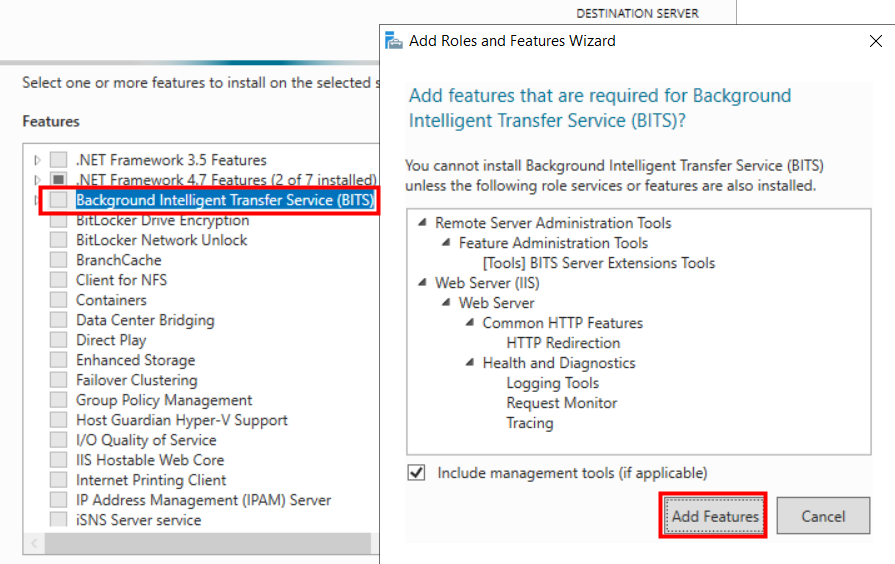 DESTINATION SERVER
Select one or more features to install on the selected s
Features
.NET Framework 3.5 Features
.NET Framework 4.7 Features (2 of 7 installed)
Background Intelligent Transfer Service (BITS)
BitLocker Drive Encryption
BitLocker Network Unlock
BranchCache
Client for NFS
Containers
Data Center Bridging
Direct Play
Enhanced Storage
Failover Clustering
Group Policy Management
Host Guardian Hyper-V Support
I/O Quality of Service
IIS Hostable Web Core
Internet Printing Client
IP Address Management (IPAM) Server
iSNS Server service
Add Roles and Features Wizard
Add features that are required for Background
Intelligent Transfer Service (BITS)?
You cannot install Background Intelligent Transfer Service (BITS)
unless the following role services or features are also installed.
Remote Server Administration Tools
Feature Administration Tools
[Tools] BITS Server Extensions Tools
Web Server (IIS)
Web Server
Common HTTP Features
HTTP Redirection
Health and Diagnostics
Logging Tools
Request Monitor
Tracing
Include management tools (if applicable)
Add Features
Cancel